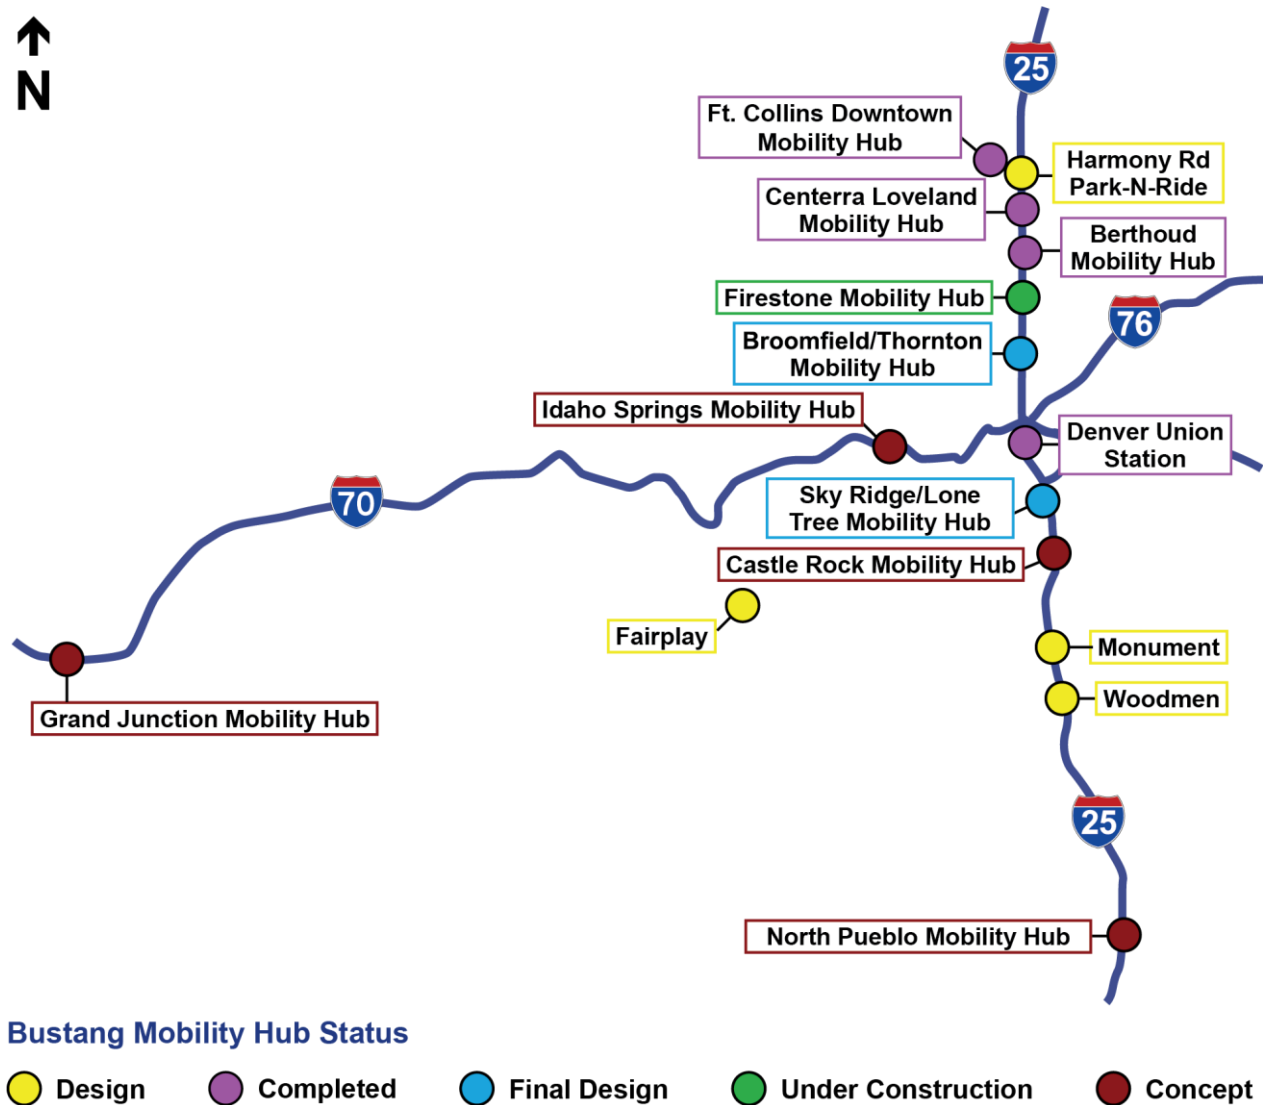 N
25
Ft. Collins Downtown
Mobility Hub
Harmony Rd
Park-N-Ride
Centerra Loveland
Mobility Hub
Berthoud
Mobility Hub
Firestone Mobility Hub
76
Broomfield/Thornton
Mobility Hub
Idaho Springs Mobility Hub
Denver Union
Station
70
Sky Ridge/Lone
Tree Mobility Hub
Castle Rock Mobility Hub
Fairplay
Monument
Woodmen
Grand Junction Mobility Hub
25
North Pueblo Mobility Hub
Bustang Mobility Hub Status
Design
Completed
Final Design
Under Construction
Concept